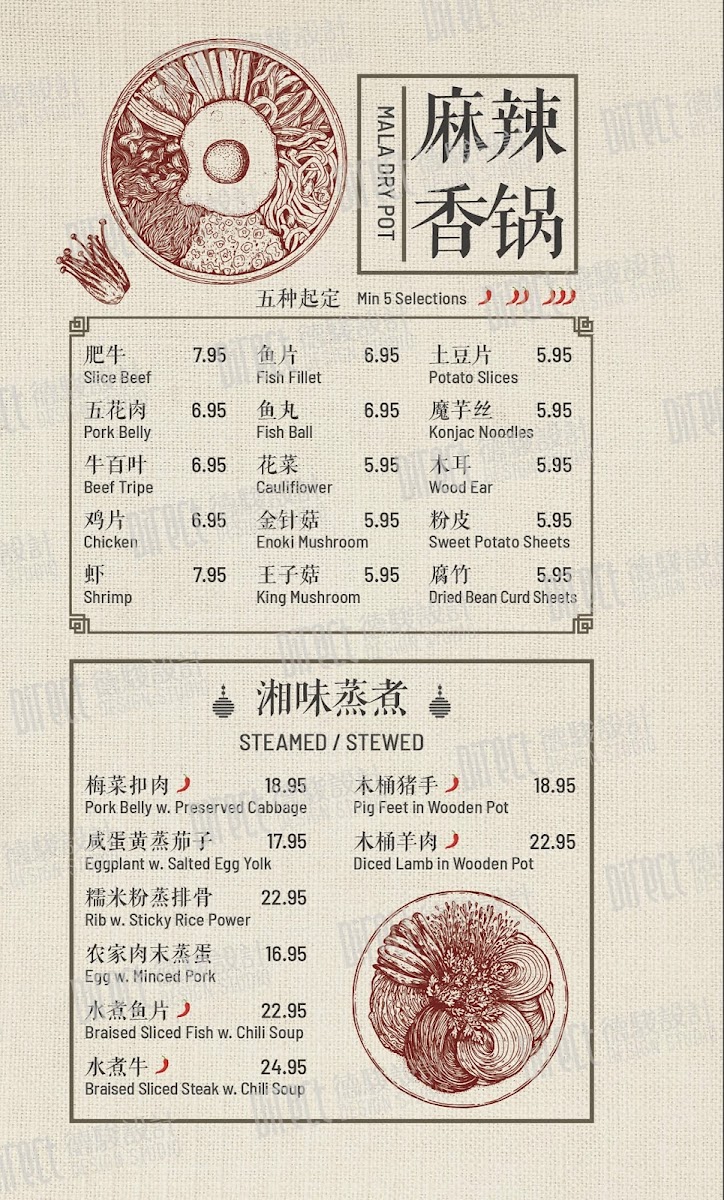 麻辣
香锅
MALA DRY POT
五种起定 Min 5 Selections
肥牛 7.95
Slice Beef
五花肉 6.95
Pork Belly
牛百叶 6.95
Beef Tripe
鸡片 6.95
Chicken
虾 7.95
Shrimp
鱼片 6.95
Fish Fillet
鱼丸 6.95
Fish Ball
花菜 5.95
Cauliflower
金针菇 5.95
Enoki Mushroom
王子菇 5.95
King Mushroom
土豆片 5.95
Potato Slices
魔芋丝 5.95
Konjac Noodles
木耳 5.95
Wood Ear
粉皮 5.95
Sweet Potato Sheets
腐竹 5.95
Dried Bean Curd Sheets
湘味蒸煮
STEAMED / STEWED
梅菜扣肉 18.95
Pork Belly w. Preserved Cabbage
咸蛋黄蒸茄子 17.95
Eggplant w. Salted Egg Yolk
糯米粉蒸排骨 22.95
Rib w. Sticky Rice Power
农家肉末蒸蛋 16.95
Egg w. Minced Pork
水煮鱼片 22.95
Braised Sliced Fish w. Chili Soup
水煮牛 24.95
Braised Sliced Steak w. Chili Soup
木桶猪手 18.95
Pig Feet in Wooden Pot
木桶羊肉 22.95
Diced Lamb in Wooden Pot